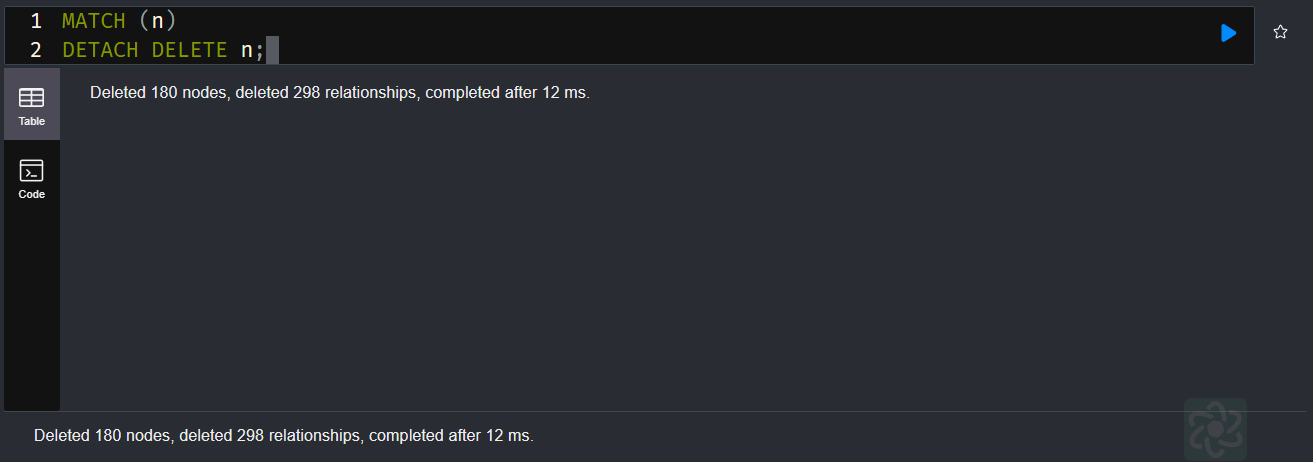 1 MATCH (n)
2 DETACH DELETE n;
Table
Deleted 180 nodes, deleted 298 relationships, completed after 12 ms.
Code
Deleted 180 nodes, deleted 298 relationships, completed after 12 ms.